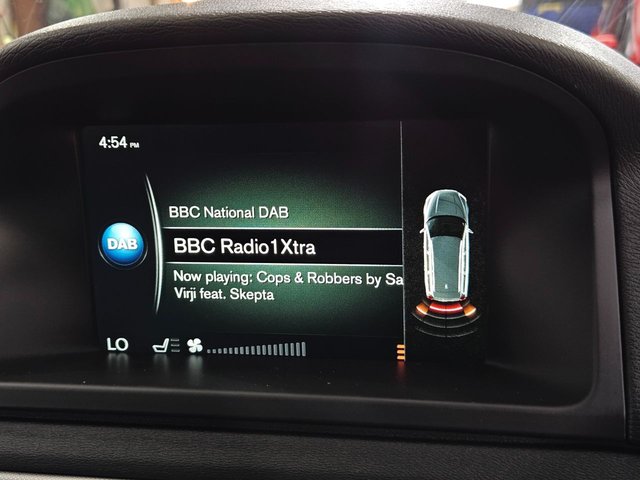 4:54 PM
BBC National DAB
DAB
BBC Radio1Xtra
Now playing: Cops & Robbers by Sa
Virji feat. Skepta
LO